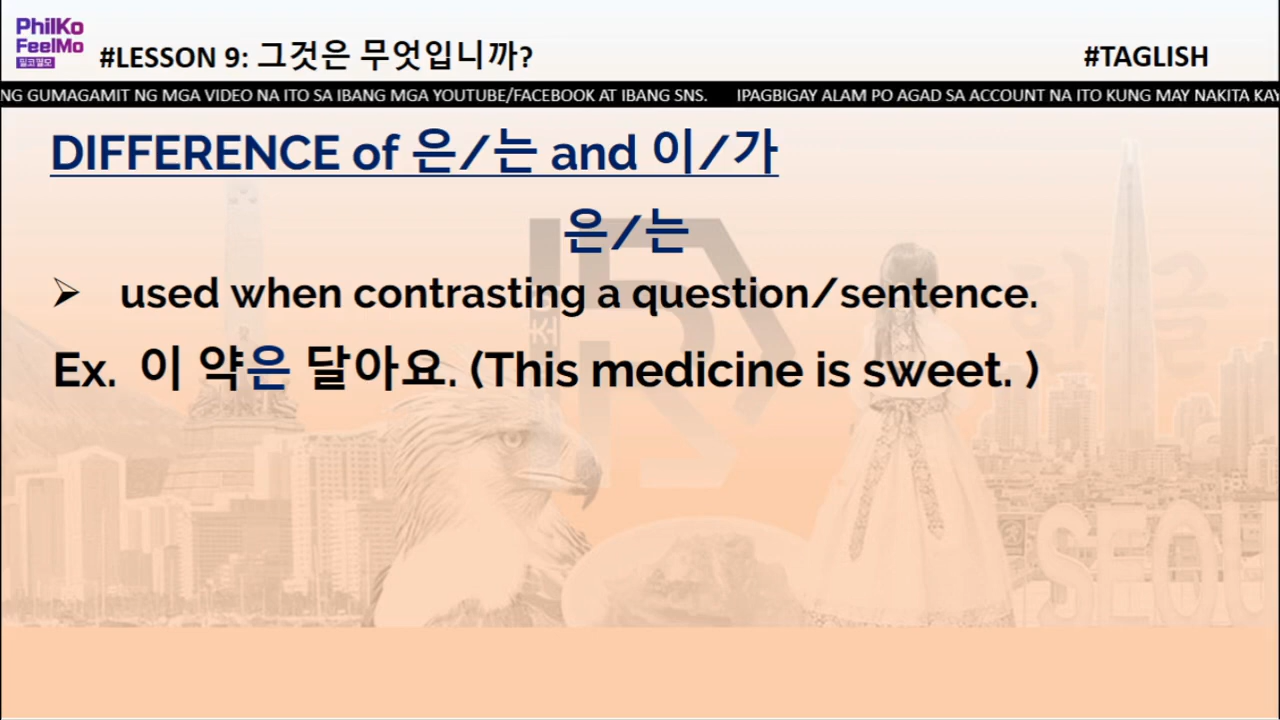 PhilKo
FeelMo
필코필모
#LESSON 9: 그것은 무엇입니까?
#TAGLISH
NG GUMAGAMIT NG MGA VIDEO NA ITO SA IBANG MGA YOUTUBE/FACEBOOK AT IBANG SNS. IPAGBIGAY ALAM PO AGAD SA ACCOUNT NA ITO KUNG MAY NAKITA KAY
DIFFERENCE of 은/는 and 이/가
은/는
➢ used when contrasting a question/sentence.
Ex. 이 약은 달아요. (This medicine is sweet. )
한글
SEOU